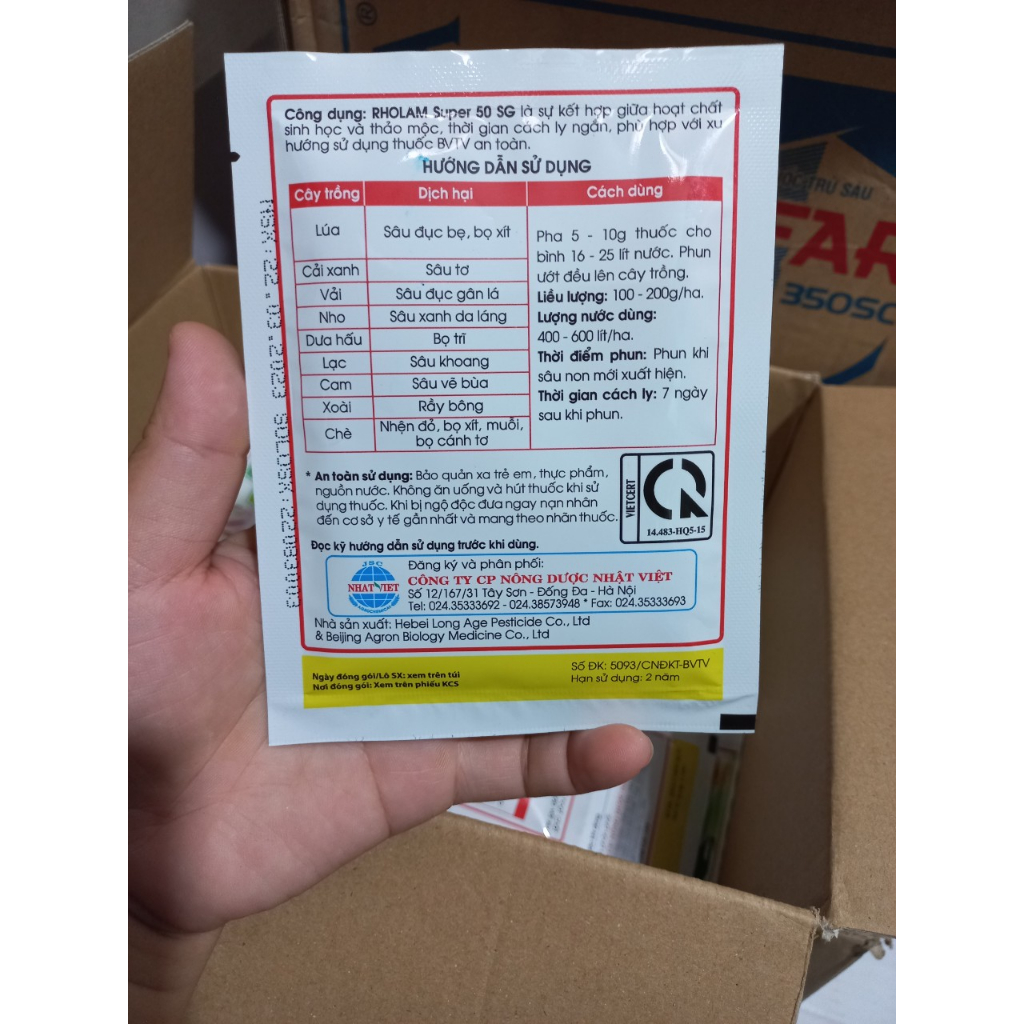 Công dụng: RHOLAM Super 50 SG là sự kết hợp giữa hoạt chất
sinh học và thảo mộc, thời gian cách ly ngắn, phù hợp với xu
hướng sử dụng thuốc BVTV an toàn.
HƯỚNG DẪN SỬ DỤNG
Cây trồng Dịch hại Cách dùng
Lúa Sâu đục bẹ, bọ xít
Cải xanh Sâu tơ
Vải Sâu đục gân lá
Nho Sâu xanh da láng
Dưa hấu Bọ trĩ
Lạc Sâu khoang
Cam Sâu vẽ bùa
Xoài Rầy bông
Chè Nhện đỏ, bọ xít, muỗi,
bọ cánh tơ
Pha 5 - 10g thuốc cho
bình 16 - 25 lít nước. Phun
ướt đều lên cây trồng.
Liều lượng: 100 - 200g/ha.
Lượng nước dùng:
400 - 600 lít/ha.
Thời điểm phun: Phun khi
sâu non mới xuất hiện.
Thời gian cách ly: 7 ngày
sau khi phun.
* An toàn sử dụng: Bảo quản xa trẻ em, thực phẩm,
nguồn nước. Không ăn uống và hút thuốc khi sử
dụng thuốc. Khi bị ngộ độc đưa ngay nạn nhân
đến cơ sở y tế gần nhất và mang theo nhãn thuốc.
VIETCERT
14.483-HQ5-15
Đọc kỹ hướng dẫn sử dụng trước khi dùng.
JSC
NHAT VIET
Đăng ký và phân phối:
CÔNG TY CP NÔNG DƯỢC NHẬT VIỆT
Số 12/167/31 Tây Sơn - Đống Đa - Hà Nội
Tel: 024.35333692 - 024.38573948 * Fax: 024.35333693
Nhà sản xuất: Hebei Long Age Pesticide Co., Ltd
& Beijing Agron Biology Medicine Co., Ltd
Ngày đóng gói/Lô SX: xem trên túi
Nơi đóng gói: Xem trên phiếu KCS
Số ĐK: 5093/CNĐKT-BVTV
Hạn sử dụng: 2 năm
TRỪ SÂU
FAR
350SC